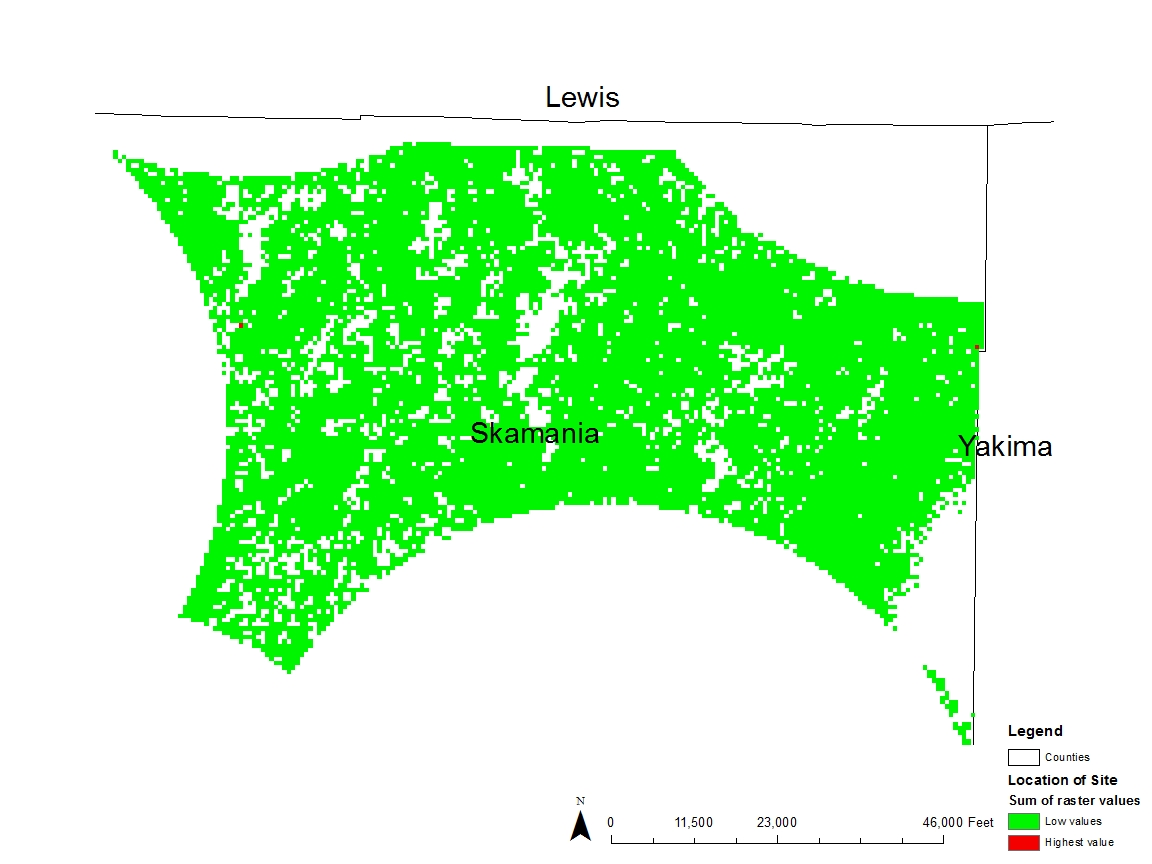 Lewis
Skamania
Yakima
Legend
Counties
Location of Site
Sum of raster values
Low values
Highest value
N
0 11,500 23,000 46,000 Feet